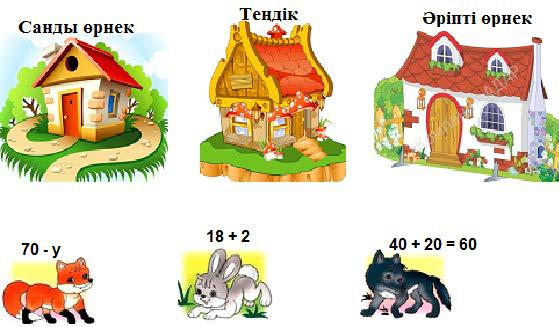 Санды өрнек
Теңдік
Әріпті өрнек
70 - у
18 + 2
40 + 20 = 60